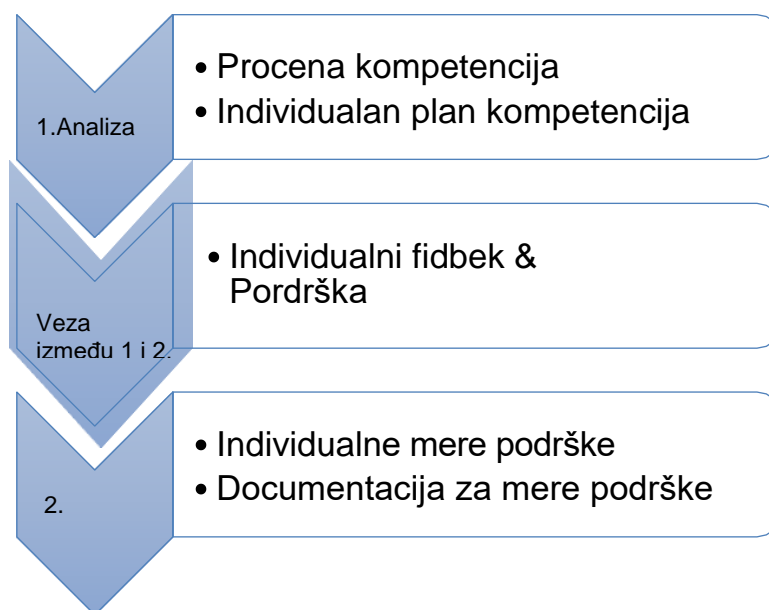 1.Analiza
• Procena kompetencija
• Individualan plan kompetencija
Veza
između 1 i 2.
• Individualni fidbek &
Pordrška
2.
• Individualne mere podrške
• Documentacija za mere podrške